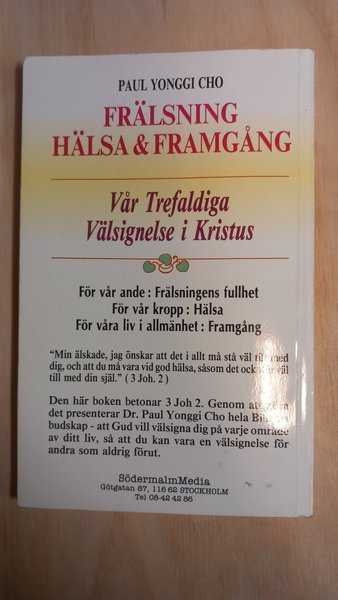 PAUL YONGGI CHO
FRÄLSNING
HÄLSA & FRAMGÅNG
Vår Trefaldiga
Välsignelse i Kristus
För vår ande : Frälsningens fullhet
För vår kropp : Hälsa
För våra liv i allmänhet : Framgång
"Min älskade, jag önskar att det i allt må stå väl till med
dig, och att du må vara vid god hälsa, såsom det ock står väl
till med din själ." ( 3 Joh. 2 )
Den här boken betonar 3 Joh 2. Genom att
det presenterar Dr. Paul Yonggi Cho hela
budskap - att Gud vill välsigna dig på varje område
av ditt liv, så att du kan vara en välsignelse för
andra som aldrig förut.
SödermalmMedia
Götgatan 87, 116 62 STOCKHOLM
Tel 08-42 42 86